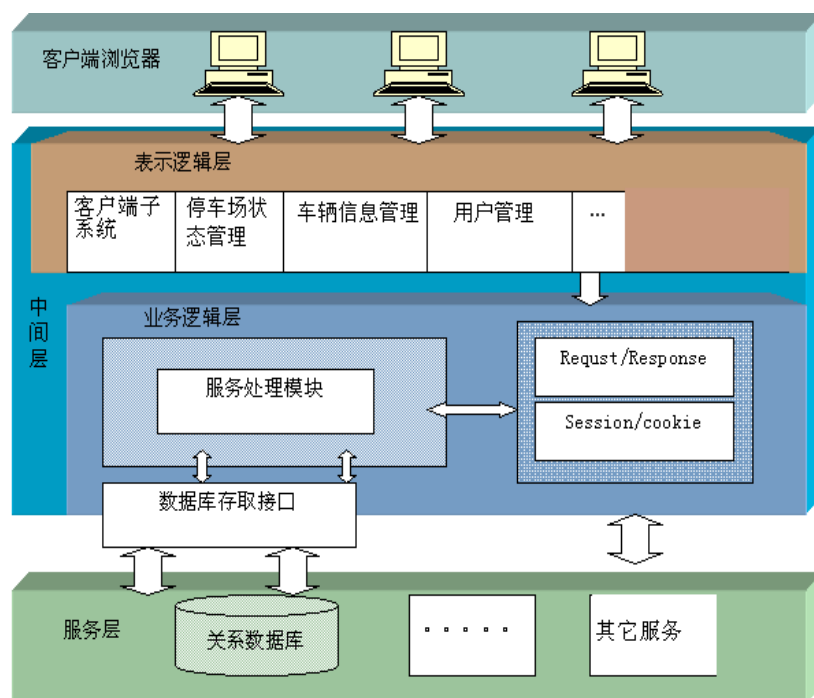 客户端浏览器
表示逻辑层
客户端子
系统
停车场状
态管理
车辆信息管理
用户管理
...
中
间
层
业务逻辑层
服务处理模块
Requst/Response
Session/cookie
数据库存取接口
服务层
关系数据库
。。。。。
其它服务